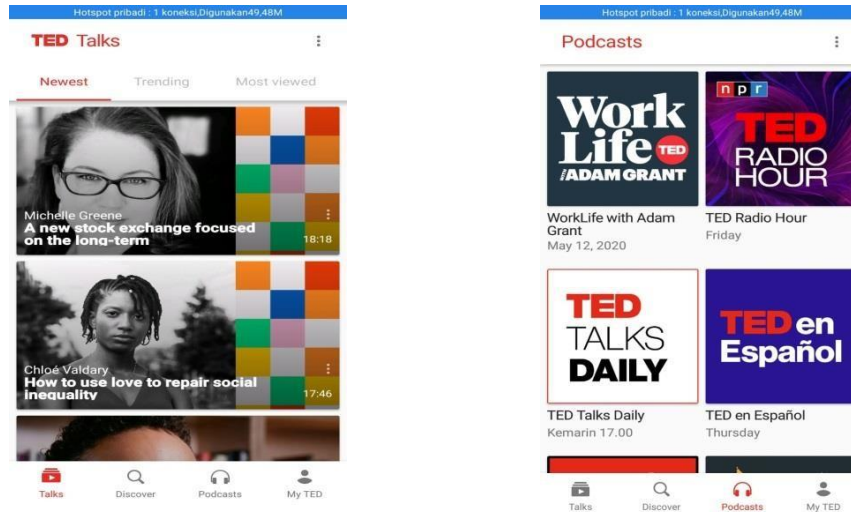 Hotspot pribadi : 1 koneksi,Digunakan49,48M
TED Talks
Newest Trending Most viewed
Michelle Greene
A new stock exchange focused
on the long-term
18:18
Chloé Valdary
How to use love to repair social
inequality
17:46
Talks Discover Podcasts My TED
Hotspot pribadi : 1 koneksi,Digunakan49,48M
Podcasts
Work
Life TED
ADAM GRANT
WorkLife with Adam
Grant
May 12, 2020
npr
TED
RADIO
HOUR
TED Radio Hour
Friday
TED
TALKS
DAILY
TED Talks Daily
Kemarin 17.00
TED en
Español
TED en Español
Thursday
Talks Discover Podcasts My TED